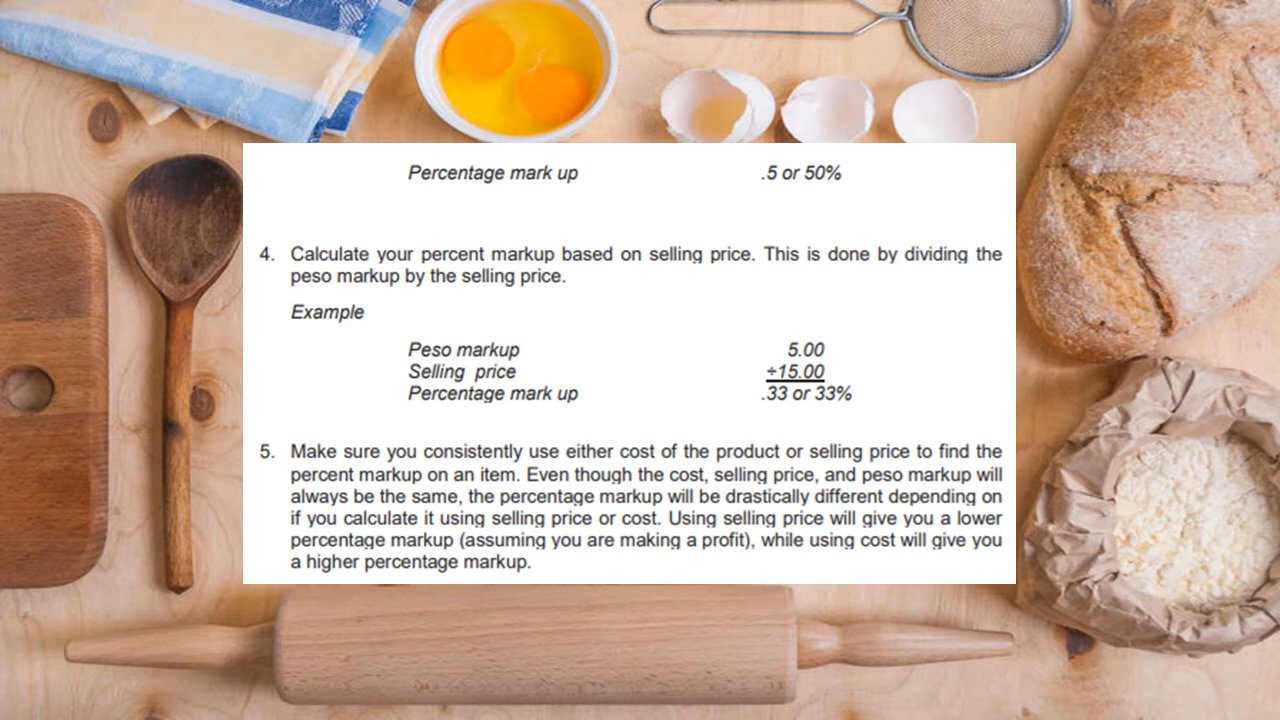 Percentage mark up .5 or 50%
4. Calculate your percent markup based on selling price. This is done by dividing the
peso markup by the selling price.
Example
Peso markup 5.00
Selling price ÷15.00
Percentage mark up .33 or 33%
5. Make sure you consistently use either cost of the product or selling price to find the
percent markup on an item. Even though the cost, selling price, and peso markup will
always be the same, the percentage markup will be drastically different depending on
if you calculate it using selling price or cost. Using selling price will give you a lower
percentage markup (assuming you are making a profit), while using cost will give you
a higher percentage markup.